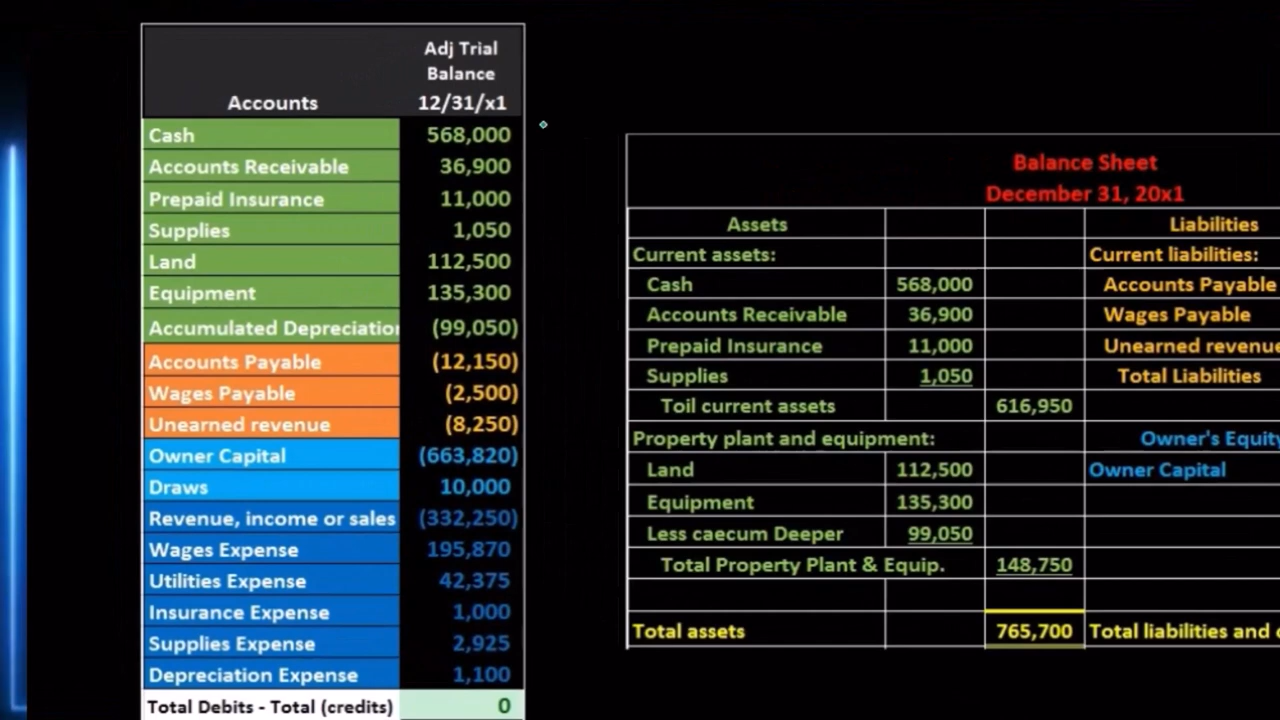 Adj Trial
Balance
Accounts 12/31/x1
Cash 568,000
Accounts Receivable 36,900
Prepaid Insurance 11,000
Supplies 1,050
Land 112,500
Equipment 135,300
Accumulated Depreciation (99,050)
Accounts Payable (12,150)
Wages Payable (2,500)
Unearned revenue (8,250)
Owner Capital (663,820)
Draws 10,000
Revenue, income or sales (332,250)
Wages Expense 195,870
Utilities Expense 42,375
Insurance Expense 1,000
Supplies Expense 2,925
Depreciation Expense 1,100
Total Debits - Total (credits) 0
Balance Sheet
December 31, 20x1
Assets Liabilities
Current assets: Current liabilities:
Cash 568,000 Accounts Payable
Accounts Receivable 36,900 Wages Payable
Prepaid Insurance 11,000 Unearned revenue
Supplies 1,050 Total Liabilities
Toil current assets 616,950
Property plant and equipment: Owner's Equity
Land 112,500 Owner Capital
Equipment 135,300
Less caecum Deeper 99,050
Total Property Plant & Equip. 148,750
Total assets 765,700 Total liabilities and